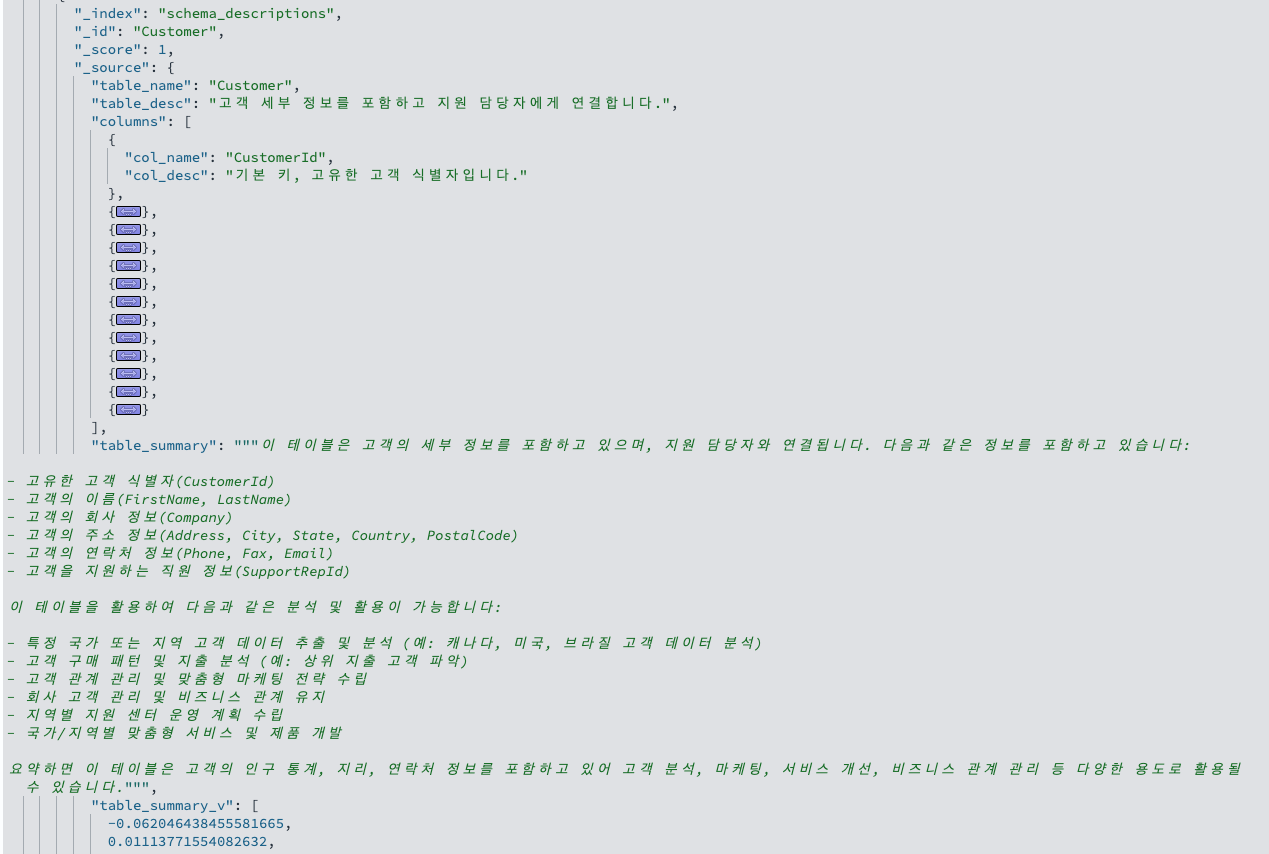 "_index": "schema_descriptions",
"_id": "Customer",
"_score": 1,
"_source": {
"table_name": "Customer",
"table_desc": "고객 세부 정보를 포함하고 지원 담당자에게 연결합니다.",
"columns": [
{
"col_name": "CustomerId",
"col_desc": "기본 키, 고유한 고객 식별자입니다."
},
{},
{},
{},
{},
{},
{},
{},
{},
{},
{},
{},
{}
],
"table_summary": """이 테이블은 고객의 세부 정보를 포함하고 있으며, 지원 담당자와 연결됩니다. 다음과 같은 정보를 포함하고 있습니다:
- 고유한 고객 식별자(CustomerId)
- 고객의 이름(FirstName, LastName)
- 고객의 회사 정보(Company)
- 고객의 주소 정보(Address, City, State, Country, PostalCode)
- 고객의 연락처 정보(Phone, Fax, Email)
- 고객을 지원하는 직원 정보(SupportRepId)
이 테이블을 활용하여 다음과 같은 분석 및 활용이 가능합니다:
- 특정 국가 또는 지역 고객 데이터 추출 및 분석 (예: 캐나다, 미국, 브라질 고객 데이터 분석)
- 고객 구매 패턴 및 지출 분석 (예: 상위 지출 고객 파악)
- 고객 관계 관리 및 맞춤형 마케팅 전략 수립
- 회사 고객 관리 및 비즈니스 관계 유지
- 지역별 지원 센터 운영 계획 수립
- 국가/지역별 맞춤형 서비스 및 제품 개발
요약하면 이 테이블은 고객의 인구 통계, 지리, 연락처 정보를 포함하고 있어 고객 분석, 마케팅, 서비스 개선, 비즈니스 관계 관리 등 다양한 용도로 활용될
수 있습니다.""",
"table_summary_v": [
-0.062046438455581665,
0.01113771554082632,